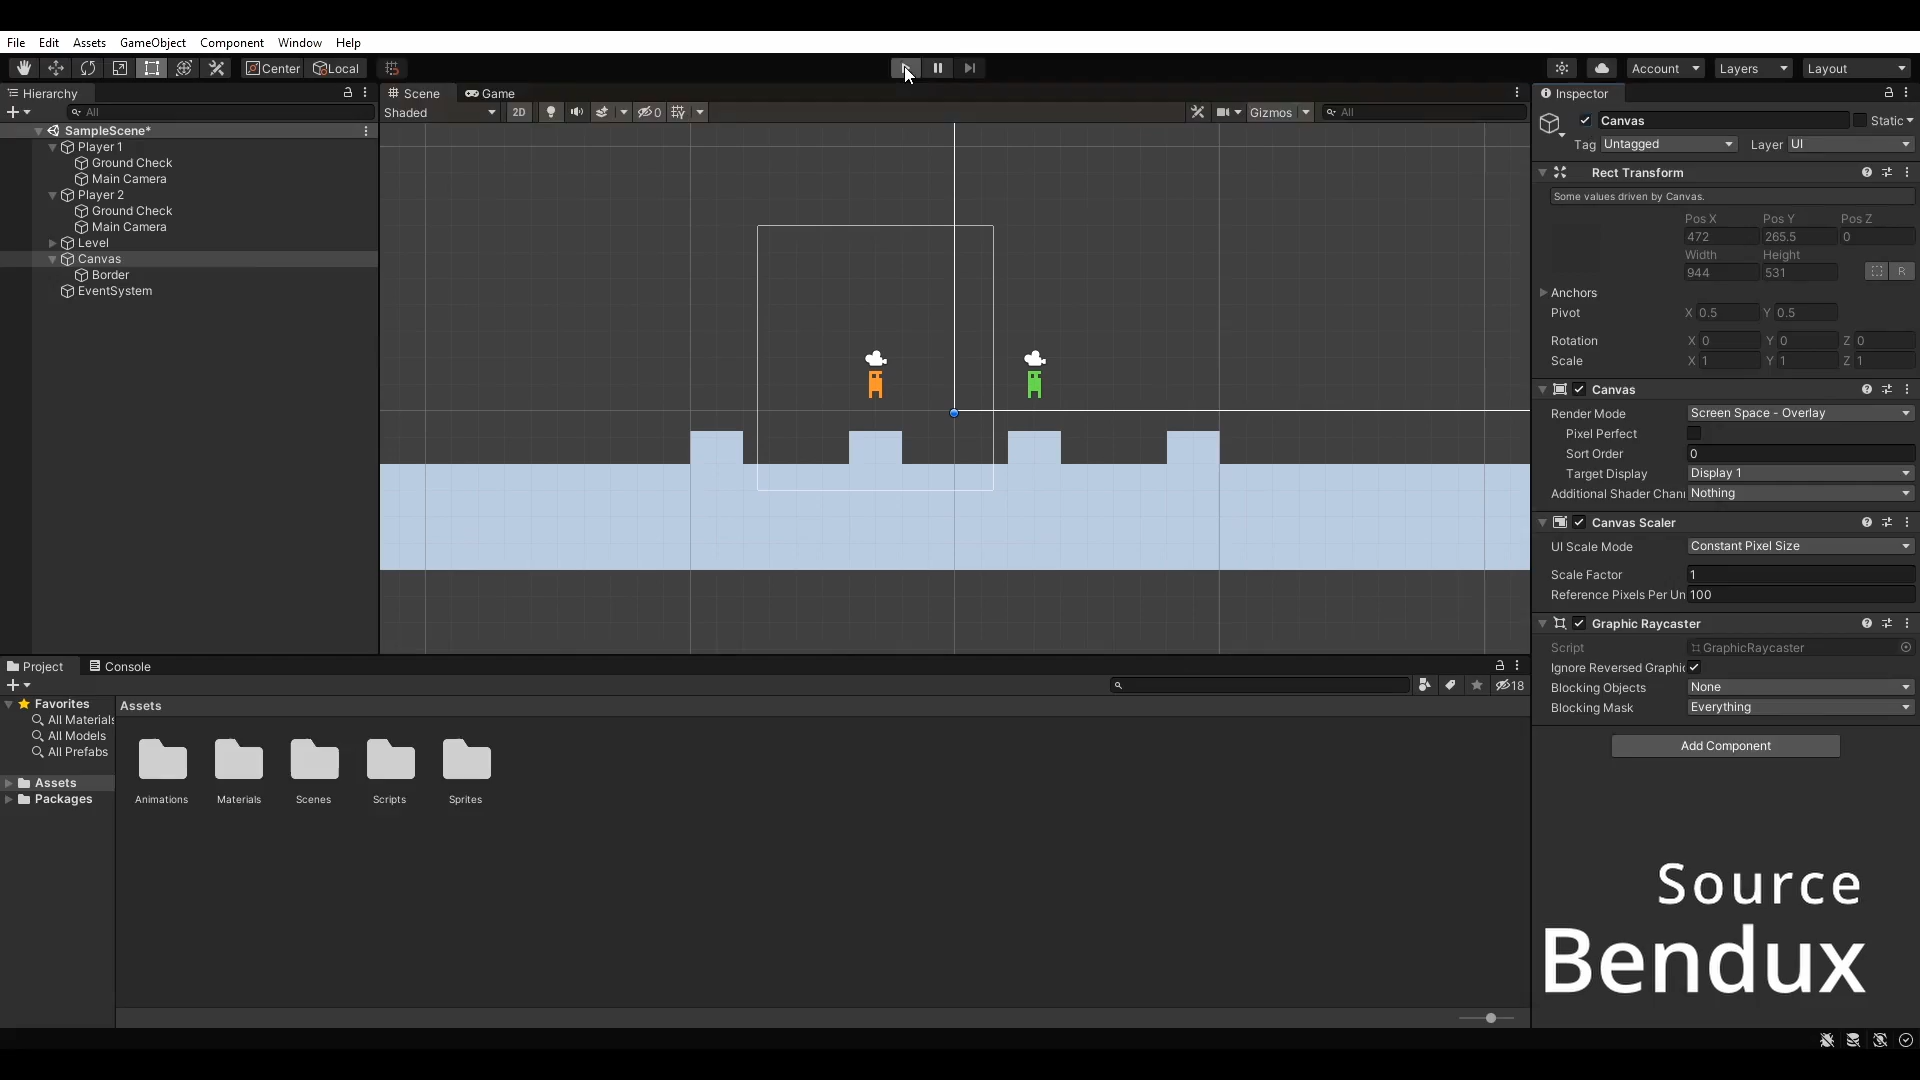 File Edit Assets GameObject Component Window Help
Center Local Account Layers Layout
Hierarchy
All
SampleScene*
Player 1
Ground Check
Main Camera
Player 2
Ground Check
Main Camera
Level
Canvas
Border
EventSystem
Scene Game
Shaded 2D 0 Gizmos All
Inspector
Canvas Static
Tag Untagged Layer UI
Rect Transform
Some values driven by Canvas.
Pos X Pos Y Pos Z
472 265.5 0
Width Height
944 531 R
Anchors
Pivot X 0.5 Y 0.5
Rotation X 0 Y 0 Z 0
Scale X 1 Y 1 Z 1
Canvas
Render Mode Screen Space - Overlay
Pixel Perfect
Sort Order 0
Target Display Display 1
Additional Shader Chann Nothing
Canvas Scaler
UI Scale Mode Constant Pixel Size
Scale Factor 1
Reference Pixels Per Un 100
Graphic Raycaster
Script GraphicRaycaster
Ignore Reversed Graphic
Blocking Objects None
Blocking Mask Everything
Add Component
Project Console
18
Favorites
All Materials
All Models
All Prefabs
Assets
Packages
Assets
Animations Materials Scenes Scripts Sprites
Source
Bendux